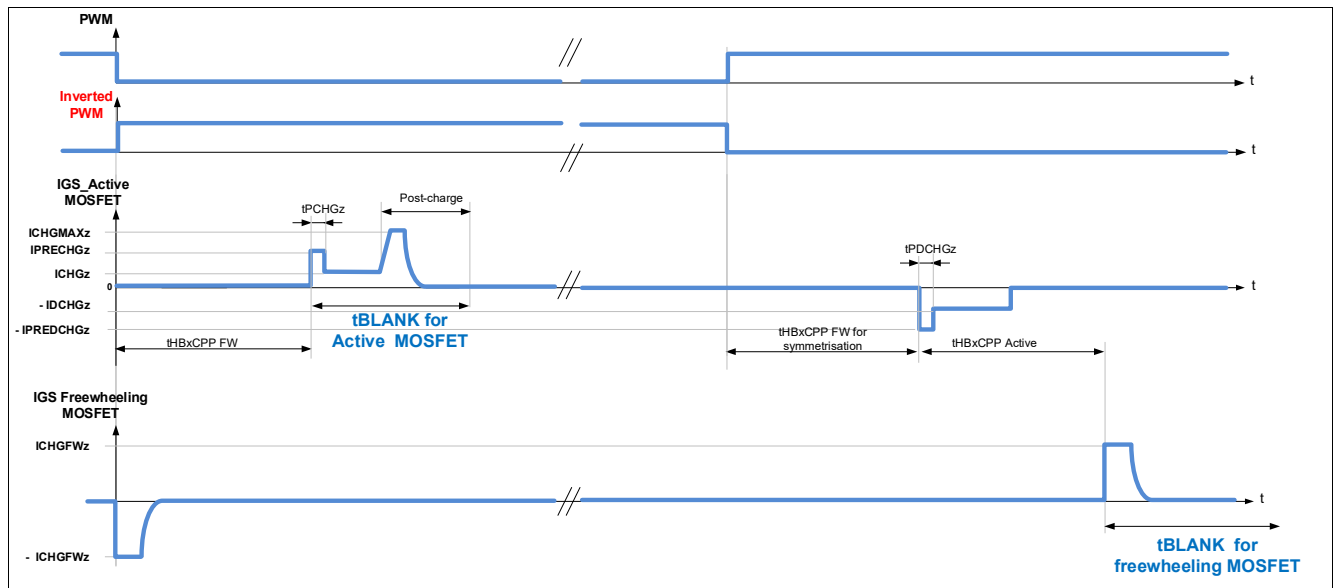 PWM
t
Inverted
PWM
t
IGS_Active
MOSFET
tPCHGz
Post-charge
ICHGMAXz
IPRECHGz
ICHGz
0
- IDCHGz
- IPREDCHGz
tPDCHGz
t
tBLANK for
Active MOSFET
tHBxCPP FW
tHBxCPP FW for
symmetrisation
tHBxCPP Active
IGS Freewheeling
MOSFET
ICHGFWz
t
- ICHGFWz
tBLANK for
freewheeling MOSFET